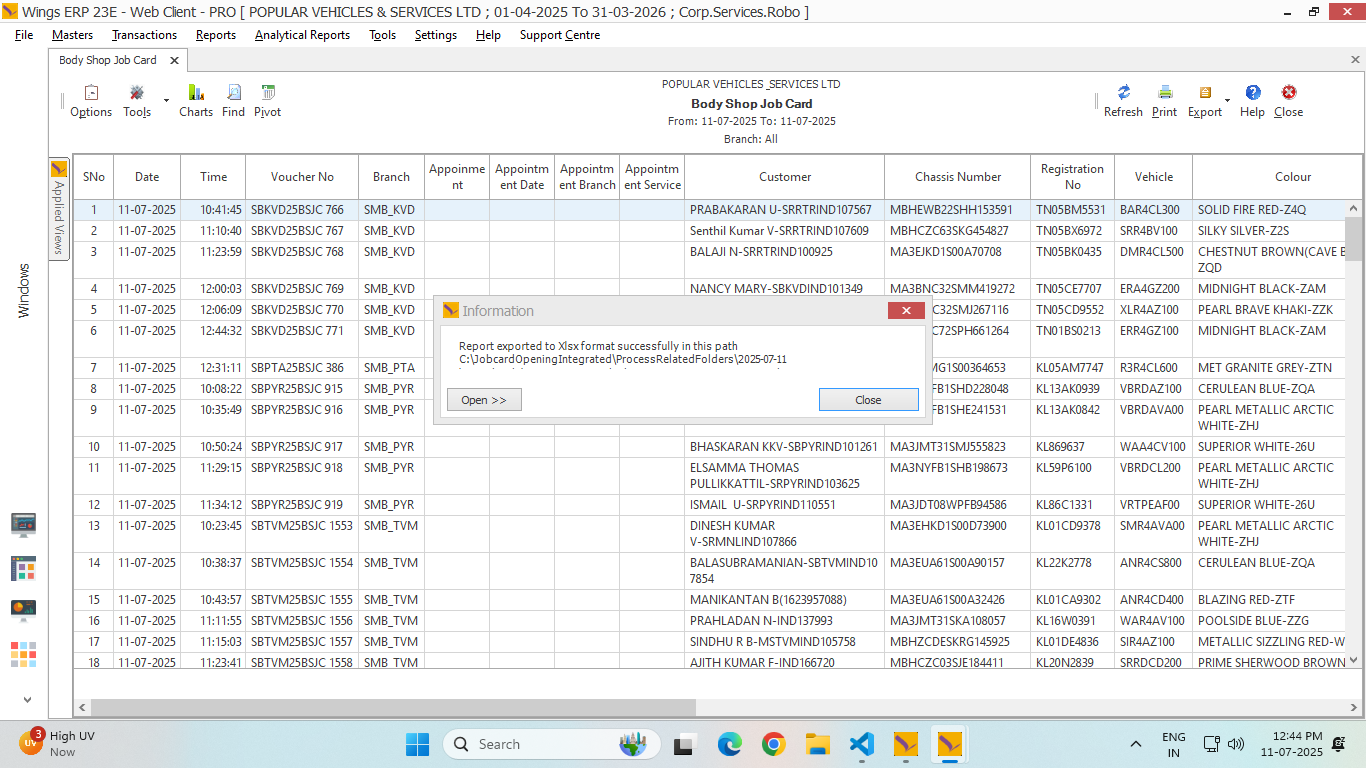 Wings ERP 23E - Web Client - PRO [ POPULAR VEHICLES & SERVICES LTD ; 01-04-2025 To 31-03-2026 ; Corp.Services.Robo ]
File Masters Transactions Reports Analytical Reports Tools Settings Help Support Centre
Body Shop Job Card
POPULAR VEHICLES_SERVICES LTD
Body Shop Job Card
From: 11-07-2025 To: 11-07-2025
Branch: All
Options Tools Charts Find Pivot
Refresh Print Export Help Close
Applied Views
Windows
SNo Date Time Voucher No Branch Appoinment Appointment Date Appointment Branch Appointment Service Customer Chassis Number Registration No Vehicle Colour
1 11-07-2025 10:41:45 SBKVD25BSJC 766 SMB_KVD PRABAKARAN U-SRRTRIND107567 MBHEWB22SHH153591 TN05BM5531 BAR4CL300 SOLID FIRE RED-Z4Q
2 11-07-2025 11:10:40 SBKVD25BSJC 767 SMB_KVD Senthil Kumar V-SRRTRIND107609 MBHCZC63SKG454827 TN05BX6972 SRR4BV100 SILKY SILVER-Z2S
3 11-07-2025 11:23:59 SBKVD25BSJC 768 SMB_KVD BALAJI N-SRRTRIND100925 MA3EJKD1S00A70708 TN05BK0435 DMR4CL500 CHESTNUT BROWN(CAVE B
ZQD
4 11-07-2025 12:00:03 SBKVD25BSJC 769 SMB_KVD NANCY MARY-SBKVDIND101349 MA3BNC32SMM419272 TN05CE7707 ERA4GZ200 MIDNIGHT BLACK-ZAM
5 11-07-2025 12:06:09 SBKVD25BSJC 770 SMB_KVD C32SMJ267116 TN05CD9552 XLR4AZ100 PEARL BRAVE KHAKI-ZZK
6 11-07-2025 12:44:32 SBKVD25BSJC 771 SMB_KVD C72SPH661264 TN01BS0213 ERR4GZ100 MIDNIGHT BLACK-ZAM
7 11-07-2025 12:31:11 SBPTA25BSJC 386 SMB_PTA MG1S00364653 KL05AM7747 R3R4CL600 MET GRANITE GREY-ZTN
8 11-07-2025 10:08:22 SBPYR25BSJC 915 SMB_PYR FB1SHD228048 KL13AK0939 VBRDAZ100 CERULEAN BLUE-ZQA
9 11-07-2025 10:35:49 SBPYR25BSJC 916 SMB_PYR FB1SHE241531 KL13AK0842 VBRDAVA00 PEARL METALLIC ARCTIC
WHITE-ZHJ
10 11-07-2025 10:50:24 SBPYR25BSJC 917 SMB_PYR BHASKARAN KKV-SBPYRIND101261 MA3JMT31SMJ555823 KL869637 WAA4CV100 SUPERIOR WHITE-26U
11 11-07-2025 11:29:15 SBPYR25BSJC 918 SMB_PYR ELSAMMA THOMAS MA3NYFB1SHB198673 KL59P6100 VBRDCL200 PEARL METALLIC ARCTIC
PULLIKKATTIL-SRPYRIND103625 WHITE-ZHJ
12 11-07-2025 11:34:12 SBPYR25BSJC 919 SMB_PYR ISMAIL U-SRPYRIND110551 MA3JDT08WPFB94586 KL86C1331 VRTPEAF00 SUPERIOR WHITE-26U
13 11-07-2025 10:23:45 SBTVM25BSJC 1553 SMB_TVM DINESH KUMAR MA3EHKD1S00D73900 KL01CD9378 SMR4AVA00 PEARL METALLIC ARCTIC
V-SRMNLIND107866 WHITE-ZHJ
14 11-07-2025 10:38:37 SBTVM25BSJC 1554 SMB_TVM BALASUBRAMANIAN-SBTVMIND10 MA3EUA61S00A90157 KL22K2778 ANR4CS800 CERULEAN BLUE-ZQA
7854
15 11-07-2025 10:43:57 SBTVM25BSJC 1555 SMB_TVM MANIKANTAN B(1623957088) MA3EUA61S00A32426 KL01CA9302 ANR4CD400 BLAZING RED-ZTF
16 11-07-2025 11:11:55 SBTVM25BSJC 1556 SMB_TVM PRAHLADAN N-IND137993 MA3JMT31SKA108057 KL16W0391 WAR4AV100 POOLSIDE BLUE-ZZG
17 11-07-2025 11:15:03 SBTVM25BSJC 1557 SMB_TVM SINDHU R B-MSTVMIND105758 MBHZCDESKRG145925 KL01DE4836 SIR4AZ100 METALLIC SIZZLING RED-W
18 11-07-2025 11:23:41 SBTVM25BSJC 1558 SMB_TVM AJITH KUMAR F-IND166720 MBHCZC03SJE184411 KL20N2839 SRRDCD200 PRIME SHERWOOD BROWN
Information
Report exported to Xlsx format successfully in this path
C:\JobcardOpeningIntegrated\ProcessRelatedFolders\2025-07-11
Open >> Close
3
UV
High UV
Now
Search
ENG
IN
12:44 PM
11-07-2025